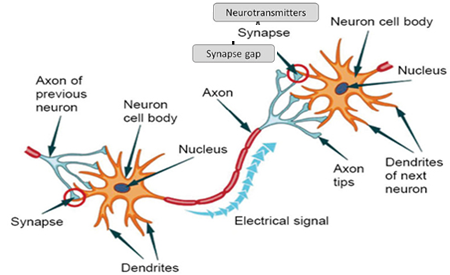 Neurotransmitters
Synapse
Synapse gap
Neuron cell body
Nucleus
Axon of
previous
neuron
Neuron
cell body
Nucleus
Axon
Axon
tips
Dendrites
of next
neuron
Synapse
Electrical signal
Dendrites